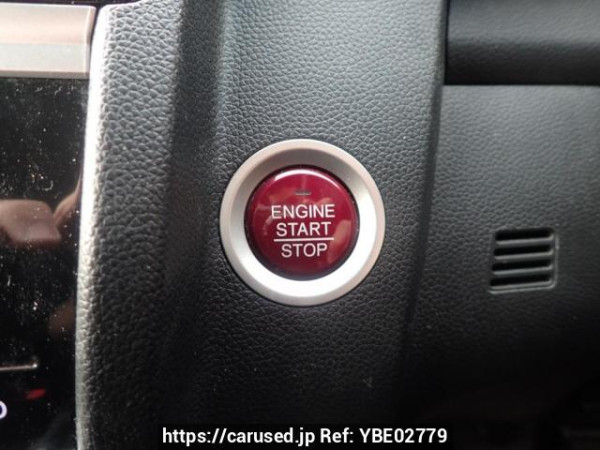 ENGINE
START
STOP
https://carused.jp Ref: YBE02779